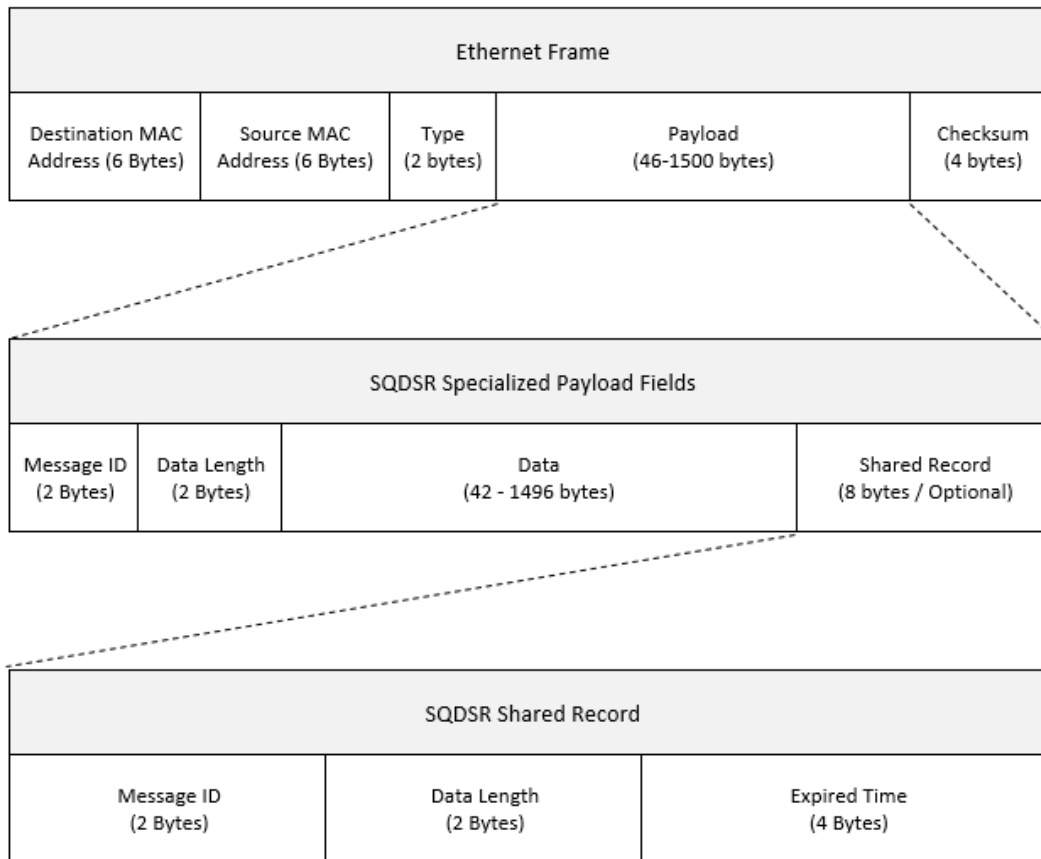 Ethernet Frame
Destination MAC
Address (6 Bytes)
Source MAC
Address (6 Bytes)
Type
(2 bytes)
Payload
(46-1500 bytes)
Checksum
(4 bytes)
SQDSR Specialized Payload Fields
Message ID
(2 Bytes)
Data Length
(2 Bytes)
Data
(42 - 1496 bytes)
Shared Record
(8 bytes / Optional)
SQDSR Shared Record
Message ID
(2 Bytes)
Data Length
(2 Bytes)
Expired Time
(4 Bytes)